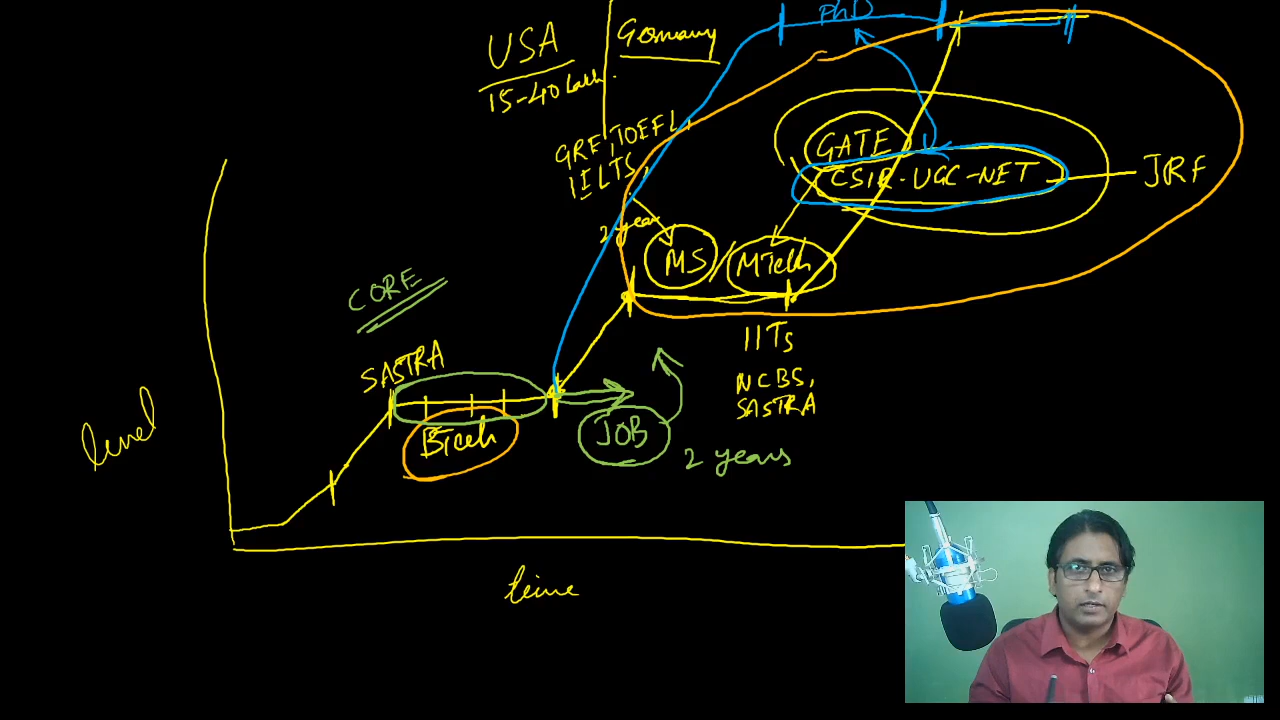 PhD
USA
Germany
15-40 Lakh
GRE, TOEFL,
IELTS,
GATE
CSIR-UGC-NET
JRF
2 years
MS / MTech
CORE
IITs
SASTRA
NCBS,
SASTRA
BTech
JOB
2 years
level
time